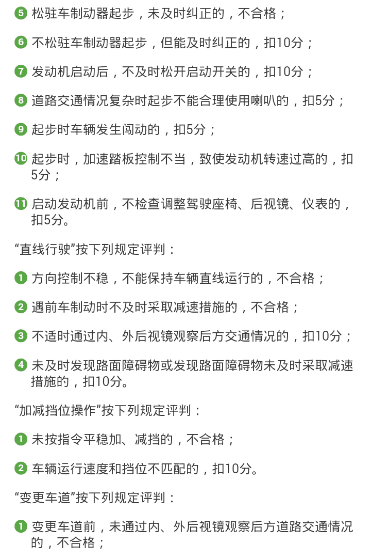 5 松驻车制动器起步，未及时纠正的，不合格；
6 不松驻车制动器起步，但能及时纠正的，扣10分；
7 发动机启动后，不及时松开启动开关的，扣10分；
8 道路交通情况复杂时起步不能合理使用喇叭的，扣5分；
9 起步时车辆发生闯动的，扣5分；
10 起步时，加速踏板控制不当，致使发动机转速过高的，扣
5分；
11 启动发动机前，不检查调整驾驶座椅、后视镜、仪表的，
扣5分。
“直线行驶”按下列规定评判：
1 方向控制不稳，不能保持车辆直线运行的，不合格；
2 遇前车制动时不及时采取减速措施的，不合格；
3 不适时通过内、外后视镜观察后方交通情况的，扣10分；
4 未及时发现路面障碍物或发现路面障碍物未及时采取减速
措施的，扣10分。
“加减挡位操作”按下列规定评判：
1 未按指令平稳加、减挡的，不合格；
2 车辆运行速度和挡位不匹配的，扣10分。
“变更车道”按下列规定评判：
1 变更车道前，未通过内、外后视镜观察后方道路交通情况
的，不合格；